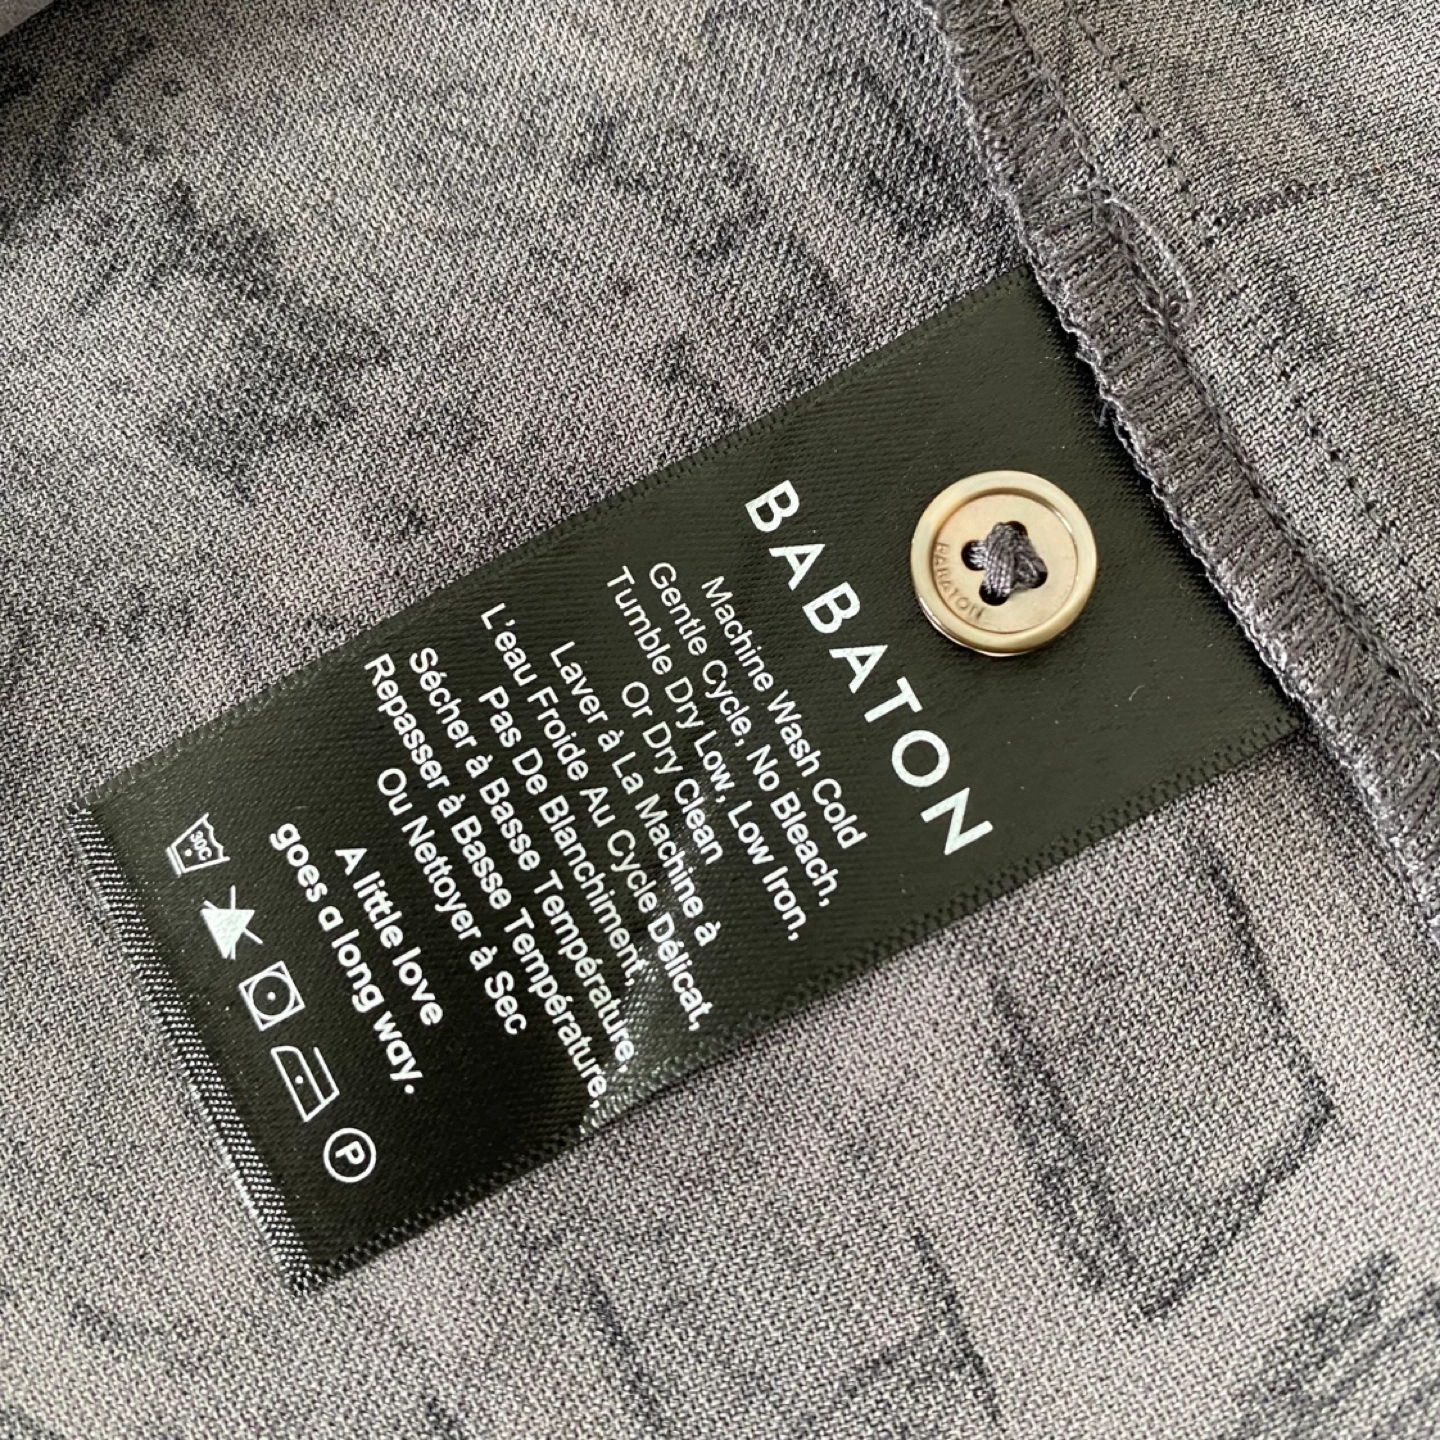 BABATON
BABATON
Machine Wash Cold
Gentle Cycle, No Bleach,
Tumble Dry Low, Low Iron,
Or Dry Clean
Laver à La Machine à
L'eau Froide Au Cycle Délicat,
Pas De Blanchiment,
Sécher à Basse Température,
Repasser à Basse Température,
Ou Nettoyer à Sec
A little love
goes a long way.
30C
P